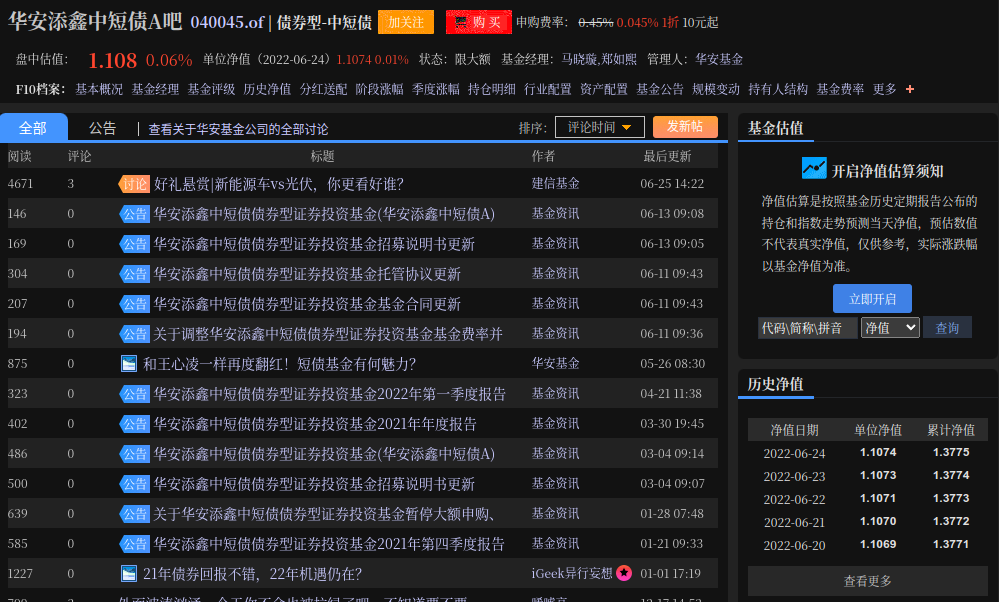 华安添鑫中短债A吧 040045.of | 债券型-中短债 加关注 购 买 申购费率： 0.45% 0.045% 1折 10元起
盘中估值： 1.108 0.06% 单位净值（2022-06-24）1.1074 0.01% 状态：限大额 基金经理：马晓璇,郑如熙 管理人：华安基金
F10档案： 基本概况 基金经理 基金评级 历史净值 分红送配 阶段涨幅 季度涨幅 持仓明细 行业配置 资产配置 基金公告 规模变动 持有人结构 基金费率 更多 +
全部 公告 | 查看关于华安基金公司的全部讨论 排序： 评论时间 发新帖
阅读 评论 标题 作者 最后更新
4671 3 讨论 好礼悬赏|新能源车vs光伏，你更看好谁？ 建信基金 06-25 14:22
146 0 公告 华安添鑫中短债债券型证券投资基金(华安添鑫中短债A) 基金资讯 06-13 09:08
169 0 公告 华安添鑫中短债债券型证券投资基金招募说明书更新 基金资讯 06-13 09:05
304 0 公告 华安添鑫中短债债券型证券投资基金托管协议更新 基金资讯 06-11 09:43
207 0 公告 华安添鑫中短债债券型证券投资基金基金合同更新 基金资讯 06-11 09:43
194 0 公告 关于调整华安添鑫中短债债券型证券投资基金基金费率并 基金资讯 06-11 09:36
875 0 和王心凌一样再度翻红！短债基金有何魅力？ 华安基金 05-26 08:30
323 0 公告 华安添鑫中短债债券型证券投资基金2022年第一季度报告 基金资讯 04-21 11:38
402 0 公告 华安添鑫中短债债券型证券投资基金2021年年度报告 基金资讯 03-30 19:45
486 0 公告 华安添鑫中短债债券型证券投资基金(华安添鑫中短债A) 基金资讯 03-04 09:14
500 0 公告 华安添鑫中短债债券型证券投资基金招募说明书更新 基金资讯 03-04 09:07
639 0 公告 关于华安添鑫中短债债券型证券投资基金暂停大额申购、 基金资讯 01-28 07:48
585 0 公告 华安添鑫中短债债券型证券投资基金2021年第四季度报告 基金资讯 01-21 09:33
1227 0 21年债券回报不错，22年机遇仍在？ iGeek异行妄想 01-01 17:19
基金估值
开启净值估算须知
净值估算是按照基金历史定期报告公布的
持仓和指数走势预测当天净值，预估数值
不代表真实净值，仅供参考，实际涨跌幅
以基金净值为准。
立即开启
代码\简称\拼音 净值 查询
历史净值
净值日期 单位净值 累计净值
2022-06-24 1.1074 1.3775
2022-06-23 1.1073 1.3774
2022-06-22 1.1071 1.3773
2022-06-21 1.1070 1.3772
2022-06-20 1.1069 1.3771
查看更多